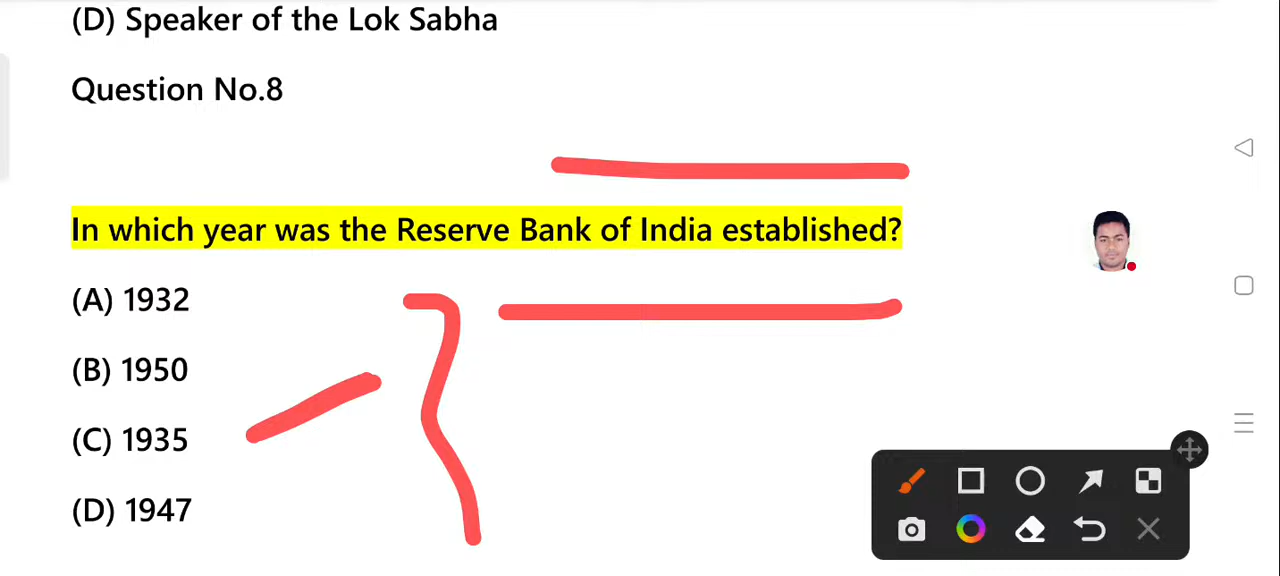 (D) Speaker of the Lok Sabha
Question No.8
In which year was the Reserve Bank of India established?
(A) 1932
(B) 1950
(C) 1935
(D) 1947